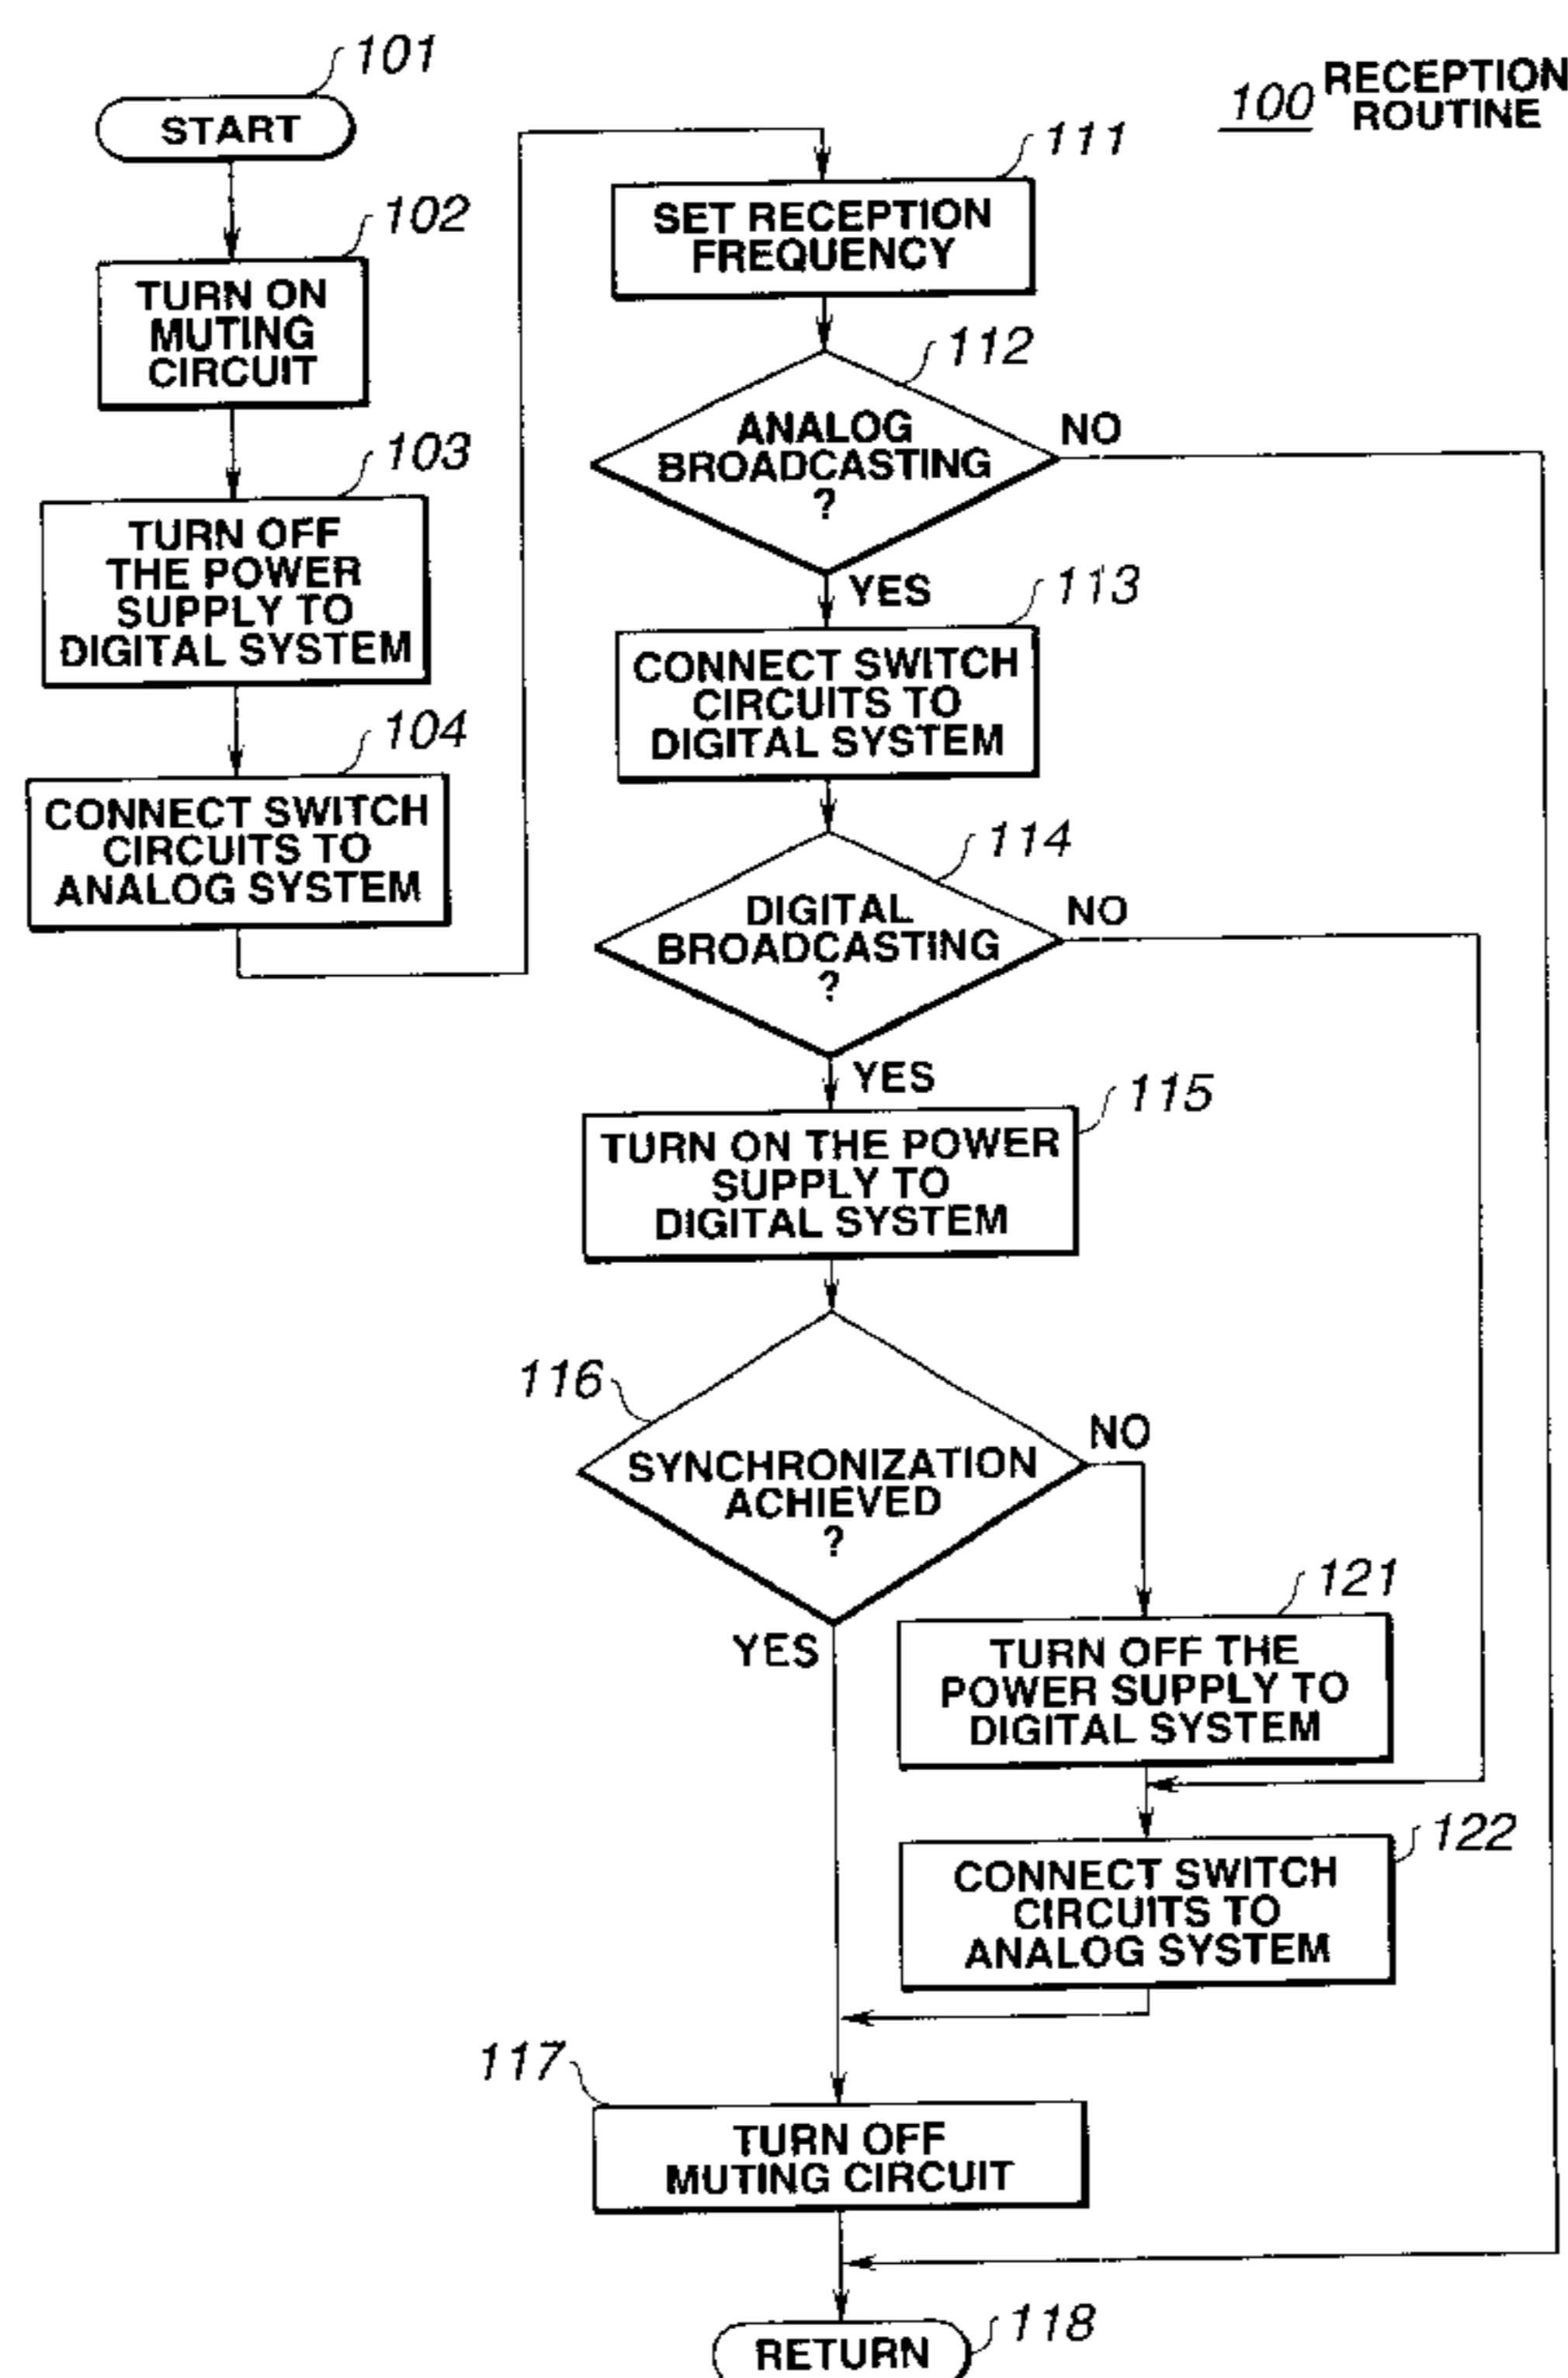 100 RECEPTION
ROUTINE
101
START
102
TURN ON
MUTING
CIRCUIT
103
TURN OFF
THE POWER
SUPPLY TO
DIGITAL SYSTEM
104
CONNECT SWITCH
CIRCUITS TO
ANALOG SYSTEM
111
SET RECEPTION
FREQUENCY
112
ANALOG
BROADCASTING
?
NO
YES
113
CONNECT SWITCH
CIRCUITS TO
DIGITAL SYSTEM
114
DIGITAL
BROADCASTING
?
NO
YES
115
TURN ON THE POWER
SUPPLY TO
DIGITAL SYSTEM
116
SYNCHRONIZATION
ACHIEVED
?
NO
YES
121
TURN OFF THE
POWER SUPPLY TO
DIGITAL SYSTEM
122
CONNECT SWITCH
CIRCUITS TO
ANALOG SYSTEM
117
TURN OFF
MUTING CIRCUIT
118
RETURN